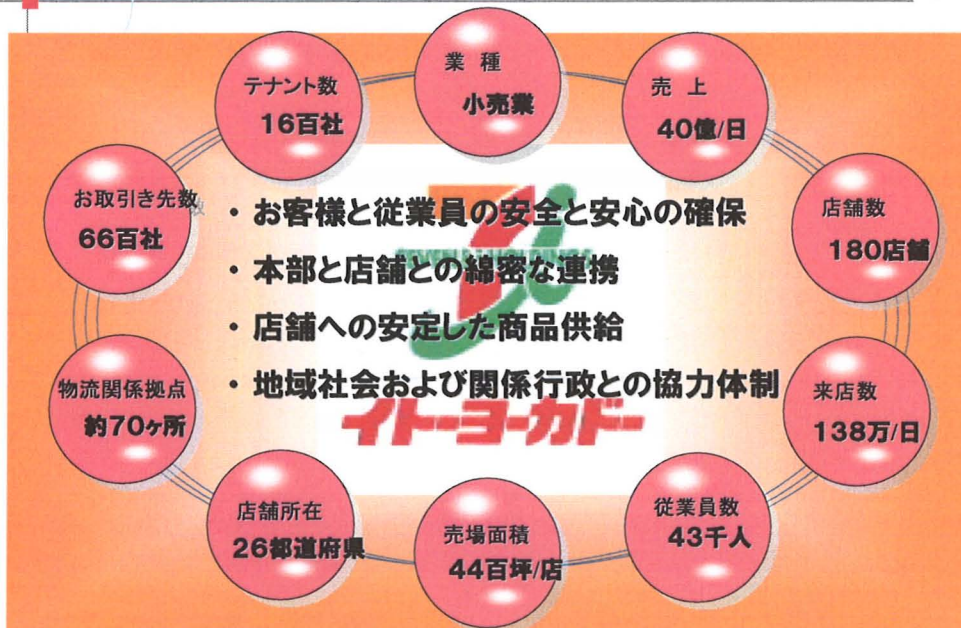 業 種
小売業
売 上
40億/日
店舗数
180店舗
来店数
138万/日
従業員数
43千人
売場面積
44百坪/店
店舗所在
26都道府県
物流関係拠点
約70ヶ所
お取引き先数
66百社
テナント数
16百社
・お客様と従業員の安全と安心の確保
・本部と店舗との綿密な連携
・店舗への安定した商品供給
・地域社会および関係行政との協力体制
イトーヨーカドー